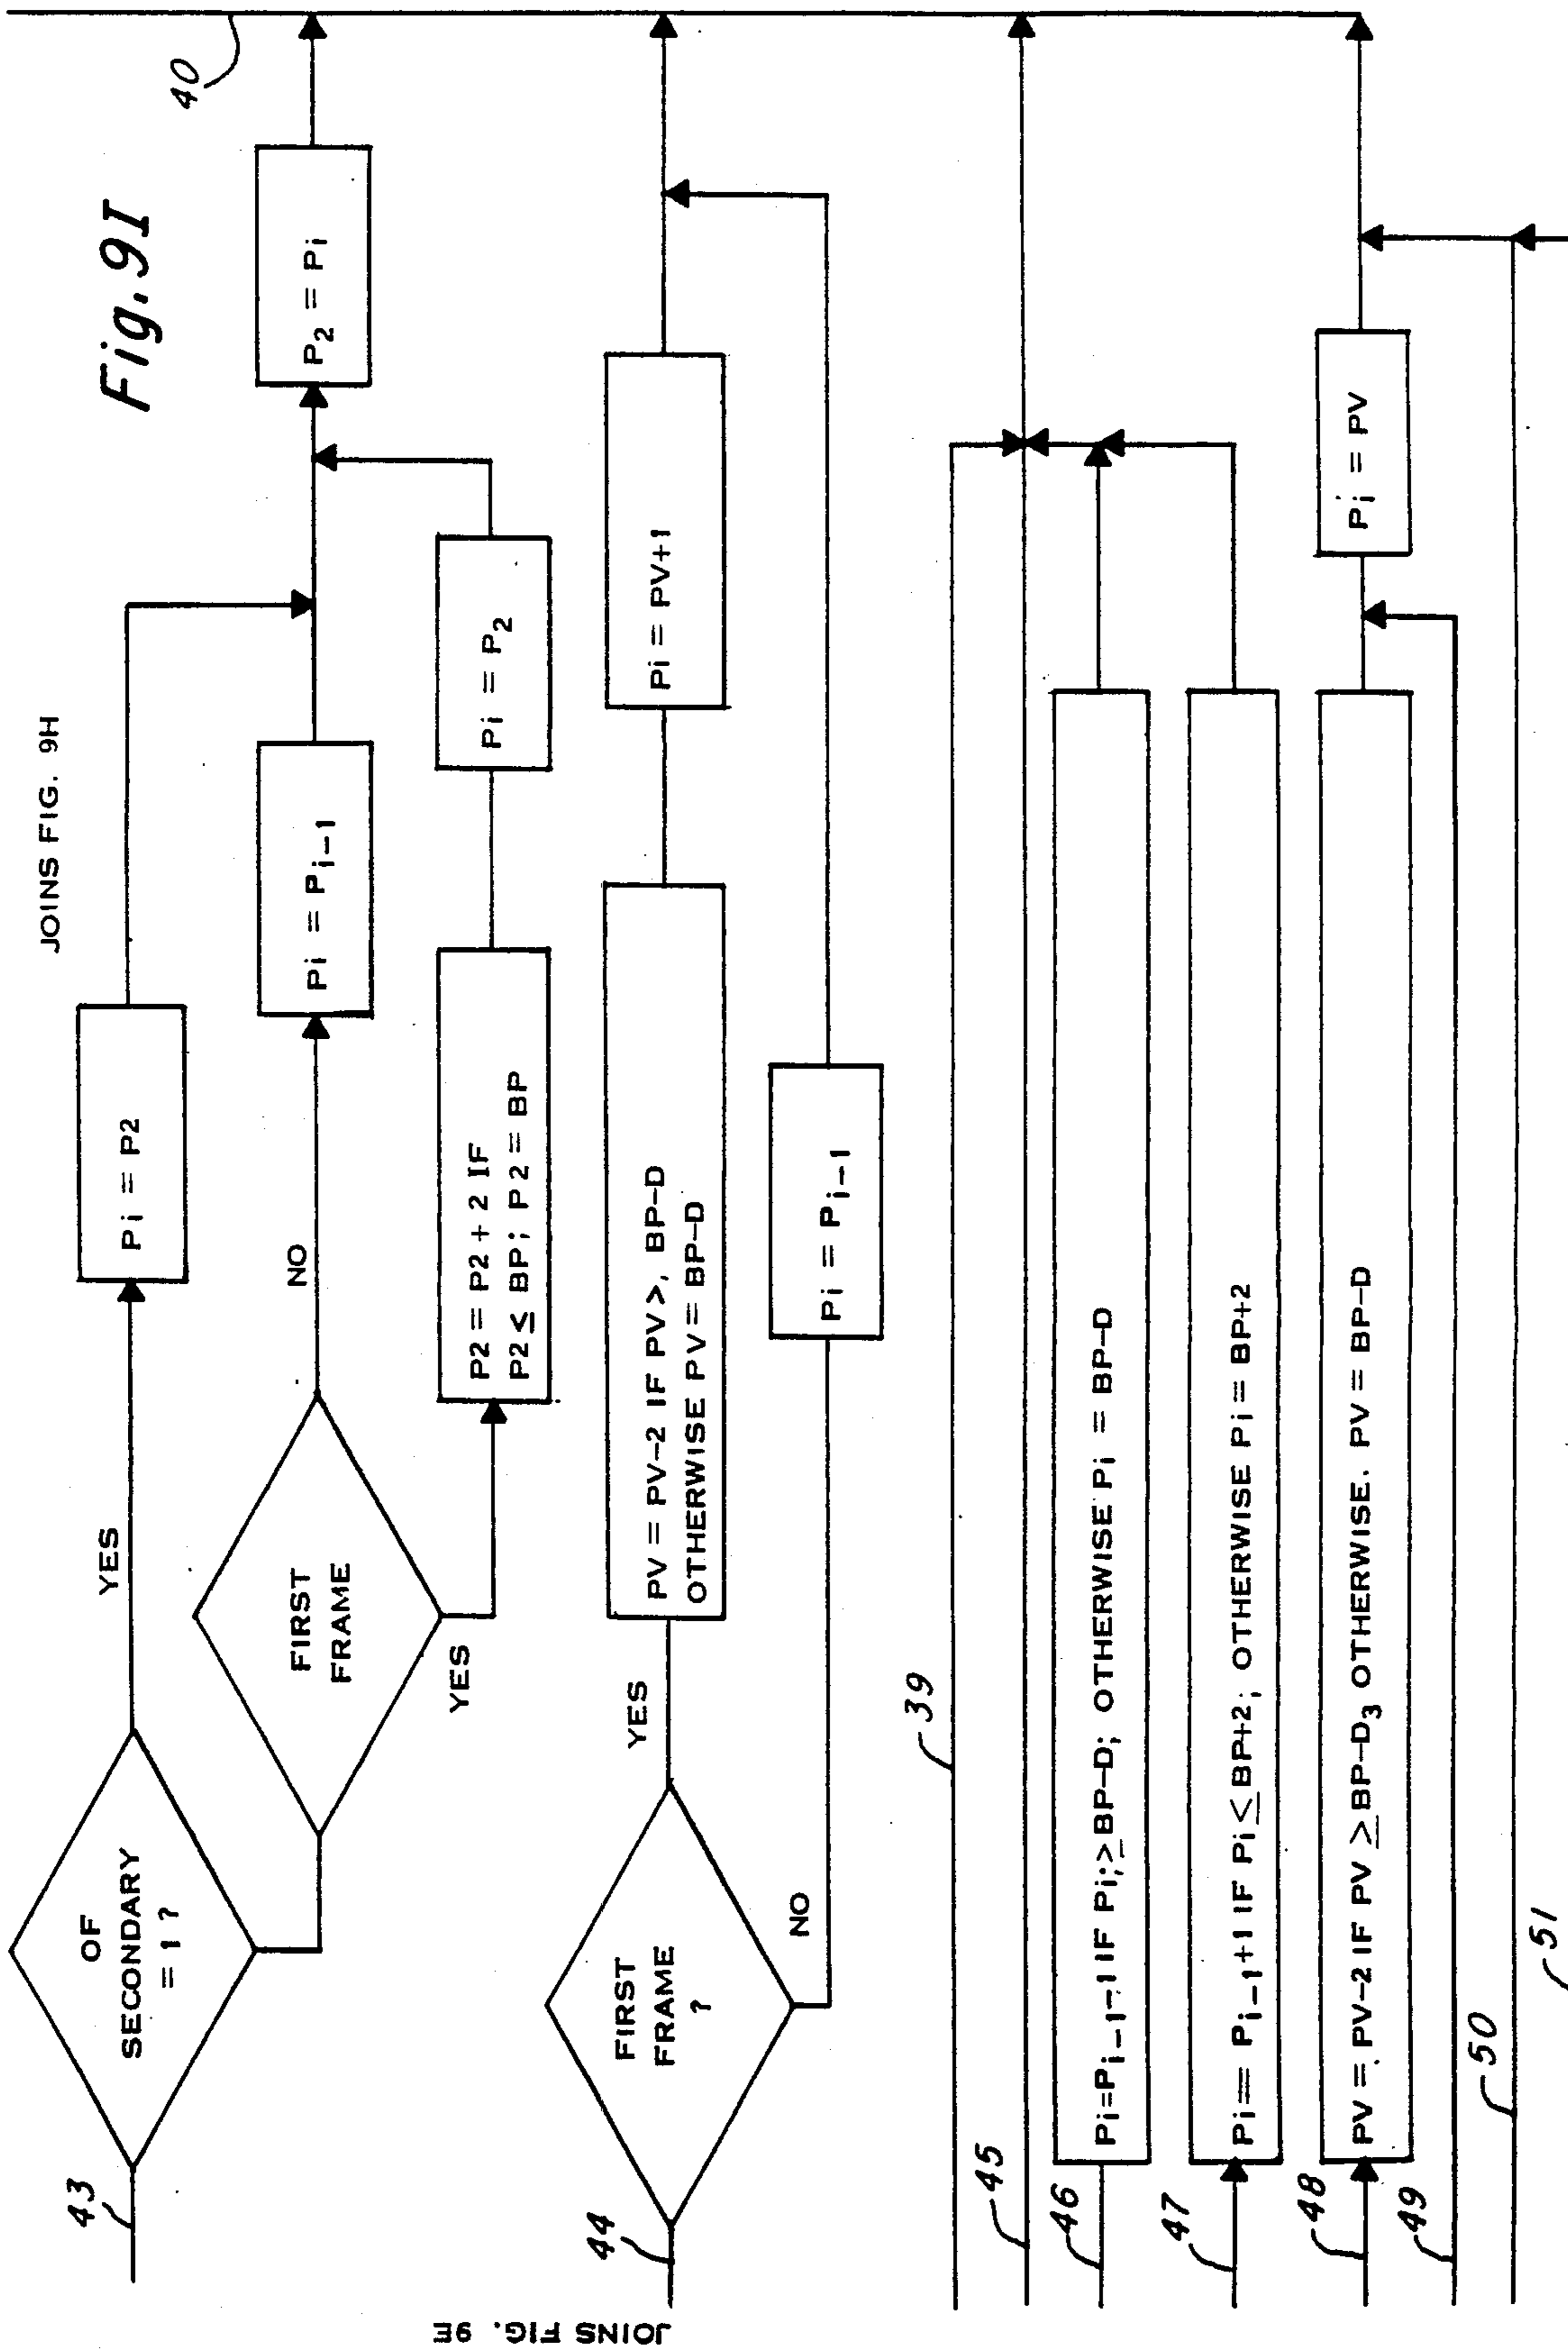 Fig. 9I
JOINS FIG. 9H
40
43
OF
SECONDARY
= 1 ?
YES
Pi = P2
FIRST
FRAME
NO
Pi = Pi-1
P2 = Pi
YES
P2 = P2 + 2 IF
P2 ≤ BP; P2 = BP
Pi = P2
44
FIRST
FRAME
?
YES
PV = PV-2 IF PV >, BP-D
OTHERWISE PV = BP-D
Pi = PV+1
NO
Pi = Pi-1
39
45
46
Pi=Pi-1-1 IF Pi;≥BP-D; OTHERWISE Pi = BP-D
47
Pi= Pi-1+1 IF Pi≤BP+2; OTHERWISE Pi = BP+2
48
PV = PV-2 IF PV ≥BP-D3 OTHERWISE. PV = BP-D
Pi = PV
49
50
51
JOINS FIG. 9E